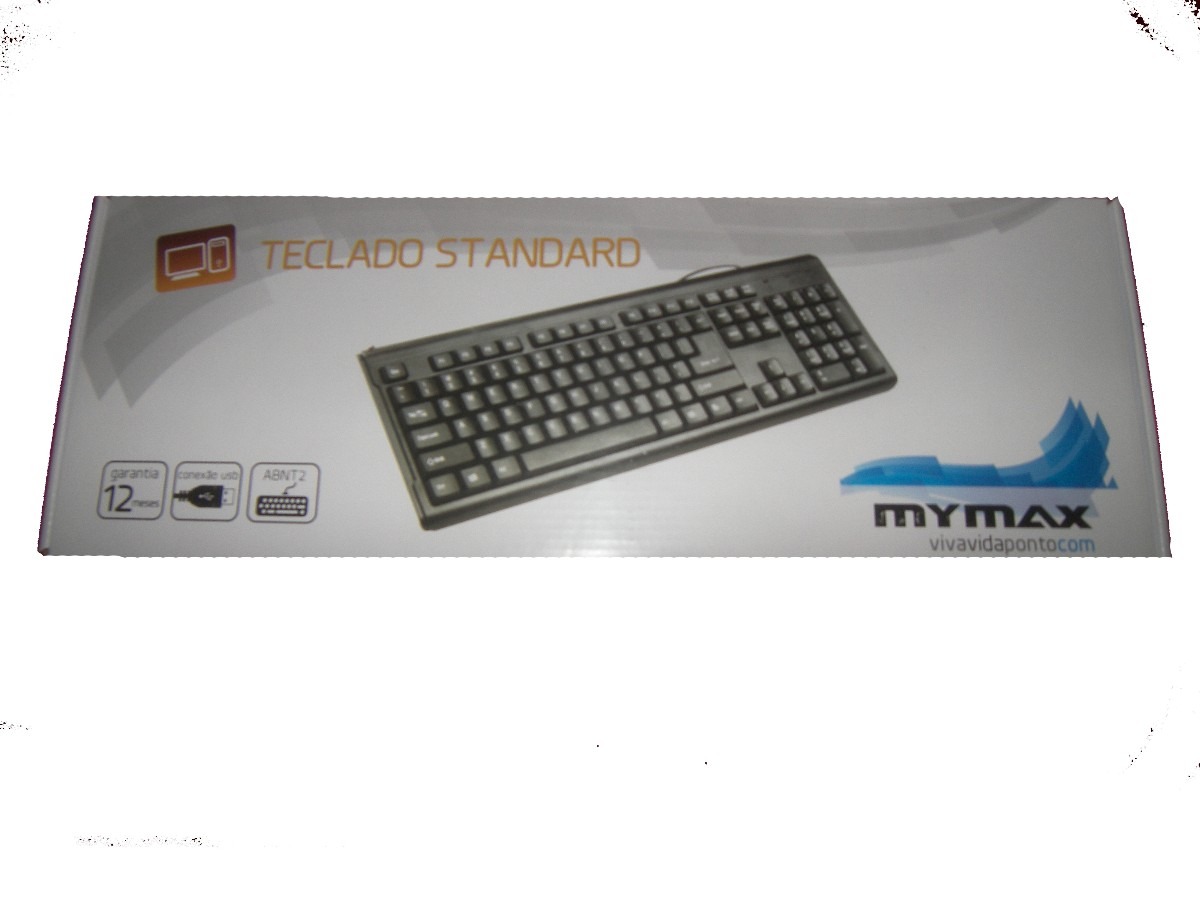 TECLADO STANDARD
garantia
12 meses
conexão usb
ABNT2
MYMAX
vivavidapontocom